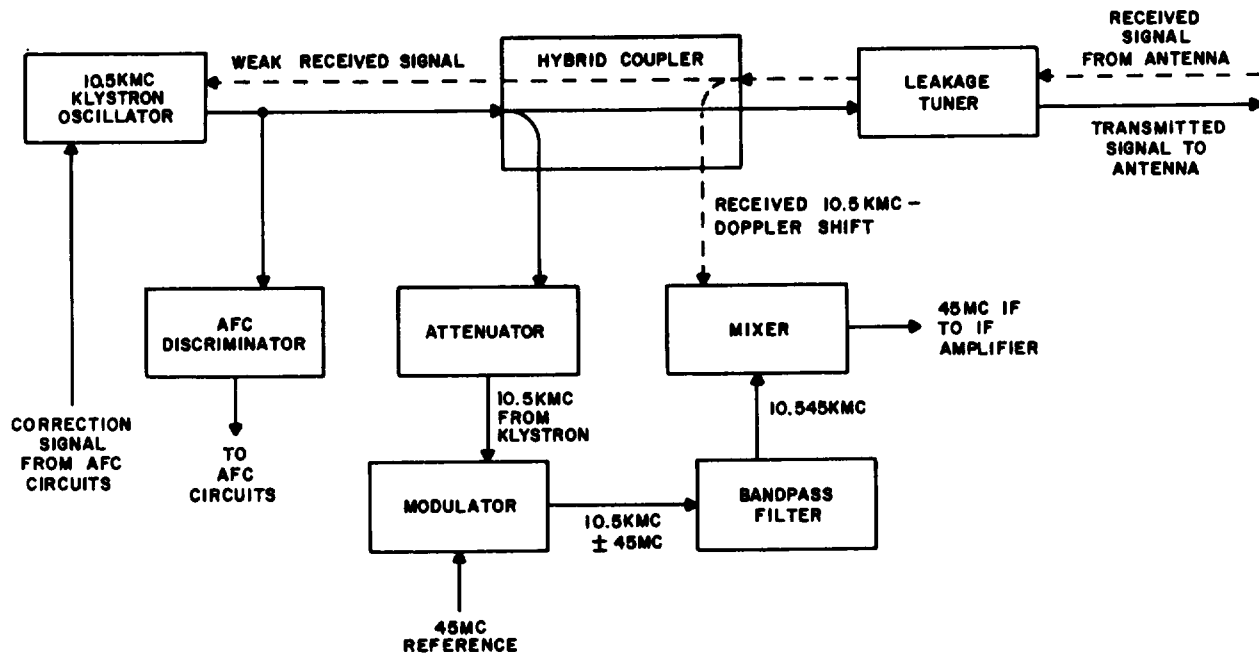 10.5KMC
KLYSTRON
OSCILLATOR
WEAK RECEIVED SIGNAL
HYBRID COUPLER
LEAKAGE
TUNER
RECEIVED
SIGNAL
FROM ANTENNA
TRANSMITTED
SIGNAL TO
ANTENNA
RECEIVED 10.5 KMC –
DOPPLER SHIFT
AFC
DISCRIMINATOR
ATTENUATOR
MIXER
45MC IF
TO IF
AMPLIFIER
CORRECTION
SIGNAL
FROM AFC
CIRCUITS
TO
AFC
CIRCUITS
10.5KMC
FROM
KLYSTRON
10.545KMC
MODULATOR
10.5KMC
± 45MC
BANDPASS
FILTER
45MC
REFERENCE